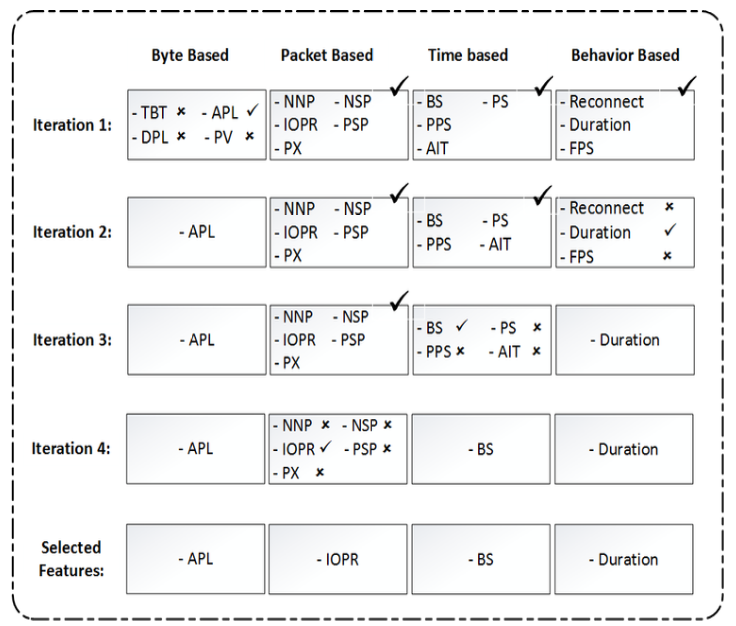 Byte Based Packet Based Time based Behavior Based
Iteration 1:
- TBT ✘ - APL ✓
- DPL ✘ - PV ✘
- NNP - NSP
- IOPR - PSP
- PX
✓
- BS - PS
- PPS
- AIT
✓
- Reconnect
- Duration
- FPS
✓
Iteration 2:
- APL
- NNP - NSP
- IOPR - PSP
- PX
✓
- BS - PS
- PPS - AIT
✓
- Reconnect ✘
- Duration ✓
- FPS ✘
Iteration 3:
- APL
- NNP - NSP
- IOPR - PSP
- PX
✓
- BS ✓ - PS ✘
- PPS ✘ - AIT ✘
- Duration
Iteration 4:
- APL
- NNP ✘ - NSP ✘
- IOPR ✓ - PSP ✘
- PX ✘
- BS
- Duration
Selected
Features:
- APL
- IOPR
- BS
- Duration